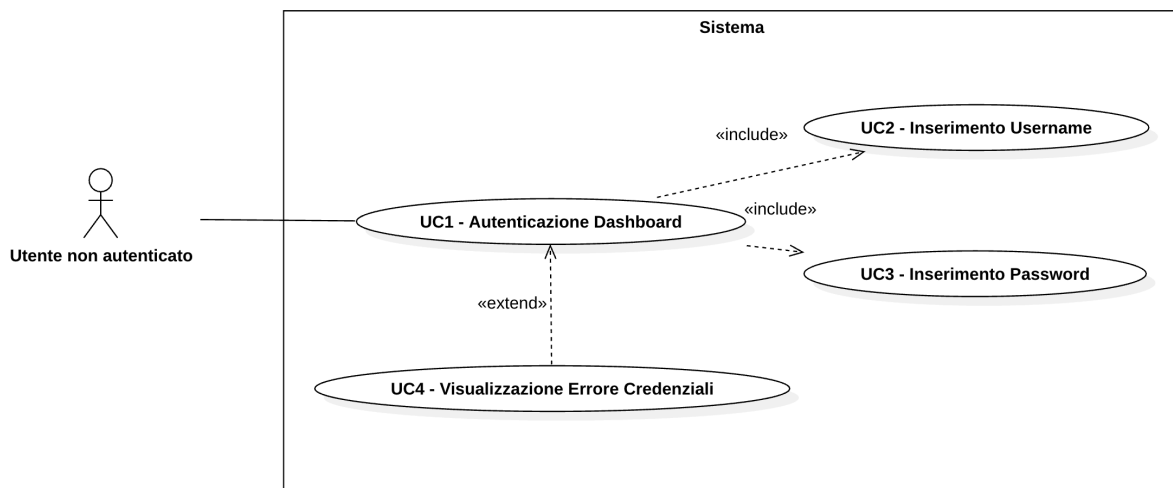 Sistema
«include»
UC2 - Inserimento Username
UC1 - Autenticazione Dashboard
«include»
Utente non autenticato
UC3 - Inserimento Password
«extend»
UC4 - Visualizzazione Errore Credenziali